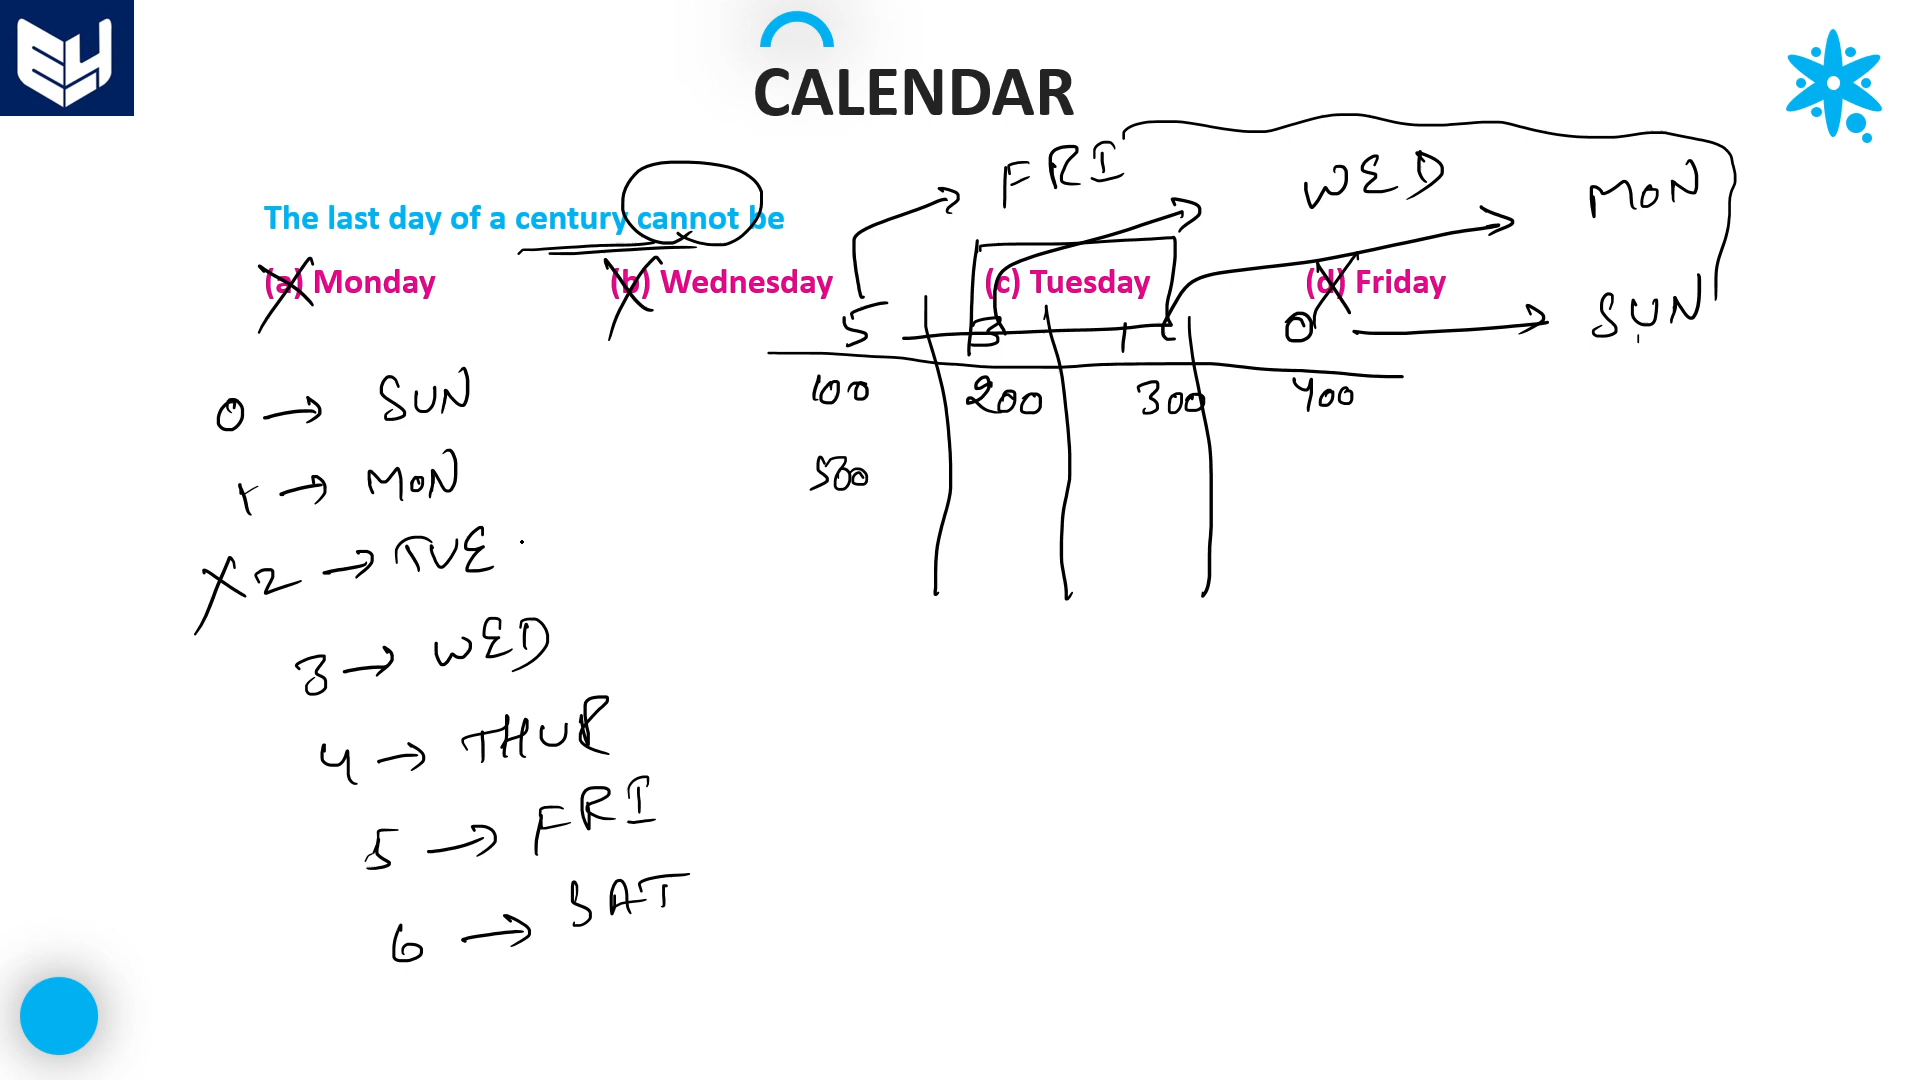 CALENDAR
FRI WED MON
The last day of a century cannot be
(a) Monday (b) Wednesday (c) Tuesday (d) Friday
5 3 1 0 SUN
100 200 300 400
500
0 → SUN
1 → MON
2 → TUE
3 → WED
4 → THUR
5 → FRI
6 → SAT